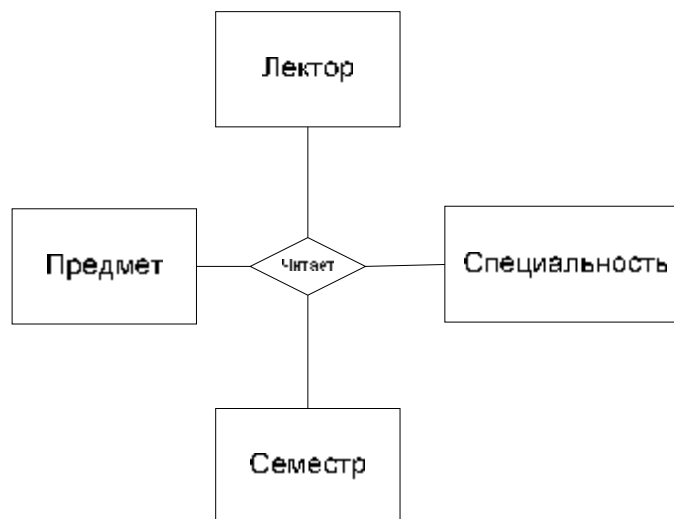 Лектор
Предмет
Читает
Специальность
Семестр